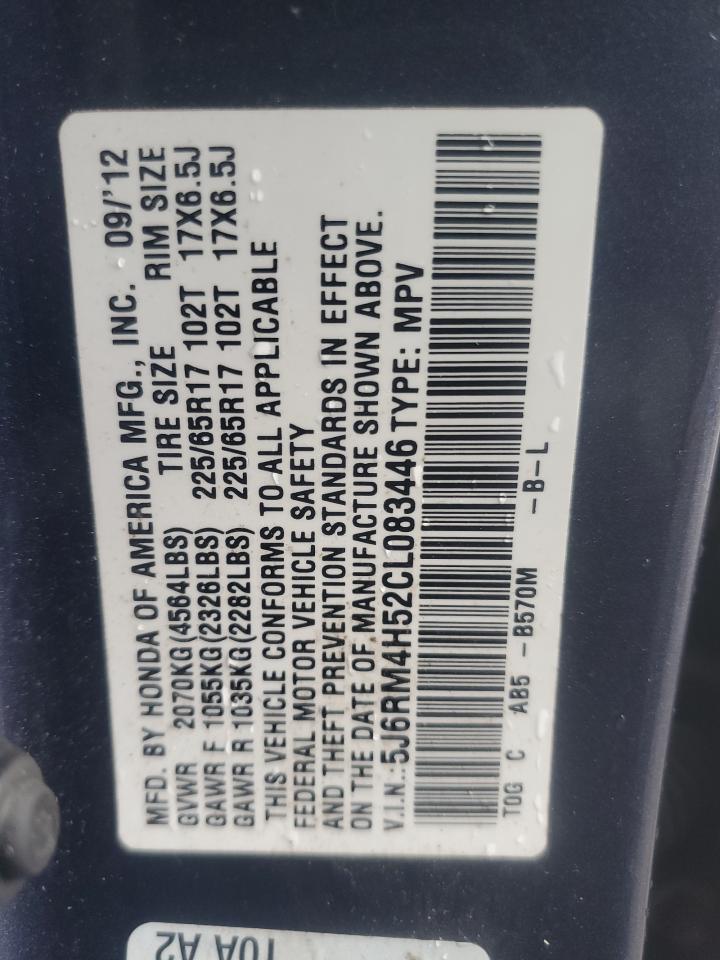 MFD. BY HONDA OF AMERICA MFG., INC. 09/'12
TIRE SIZE RIM SIZE
GVWR 2070KG(4564LBS)
GAWR F 1055KG(2326LBS) 225/65R17 102T 17X6.5J
GAWR R 1035KG(2282LBS) 225/65R17 102T 17X6.5J
THIS VEHICLE CONFORMS TO ALL APPLICABLE
FEDERAL MOTOR VEHICLE SAFETY
AND THEFT PREVENTION STANDARDS IN EFFECT
ON THE DATE OF MANUFACTURE SHOWN ABOVE.
V.I.N.:5J6RM4H52CL083446 TYPE: MPV
T0G C AB5 -B570M -B-L
T0A A2